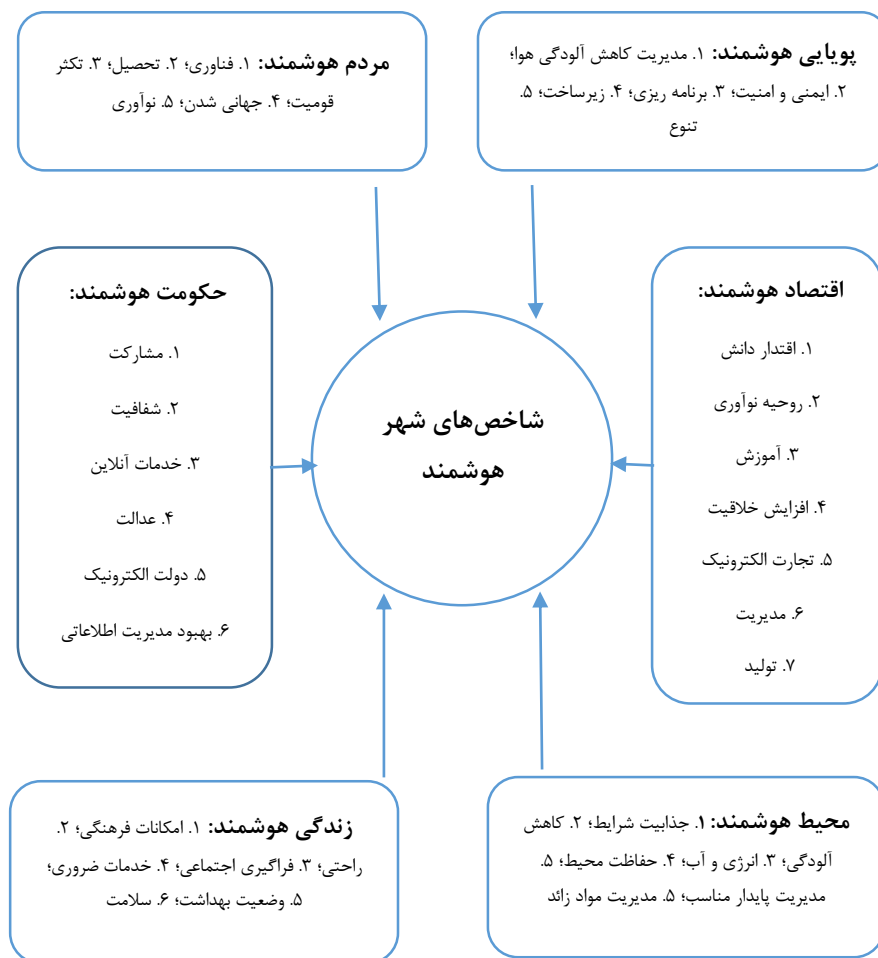 پویایی هوشمند: ۱. مدیریت کاهش آلودگی هوا؛
۲. ایمنی و امنیت؛ ۳. برنامه ریزی؛ ۴. زیرساخت؛ ۵.
تنوع
مردم هوشمند: ۱. فناوری؛ ۲. تحصیل؛ ۳. تکثر
قومیت؛ ۴. جهانی شدن؛ ۵. نوآوری
اقتصاد هوشمند:
۱. اقتدار دانش
۲. روحیه نوآوری
۳. آموزش
۴. افزایش خلاقیت
۵. تجارت الکترونیک
۶. مدیریت
۷. تولید
شاخص‌های شهر
هوشمند
حکومت هوشمند:
۱. مشارکت
۲. شفافیت
۳. خدمات آنلاین
۴. عدالت
۵. دولت الکترونیک
۶. بهبود مدیریت اطلاعاتی
محیط هوشمند: ۱. جذابیت شرایط؛ ۲. کاهش
آلودگی؛ ۳. انرژی و آب؛ ۴. حفاظت محیط؛ ۵.
مدیریت پایدار مناسب؛ ۵. مدیریت مواد زائد
زندگی هوشمند: ۱. امکانات فرهنگی؛ ۲.
راحتی؛ ۳. فراگیری اجتماعی؛ ۴. خدمات ضروری؛
۵. وضعیت بهداشت؛ ۶. سلامت